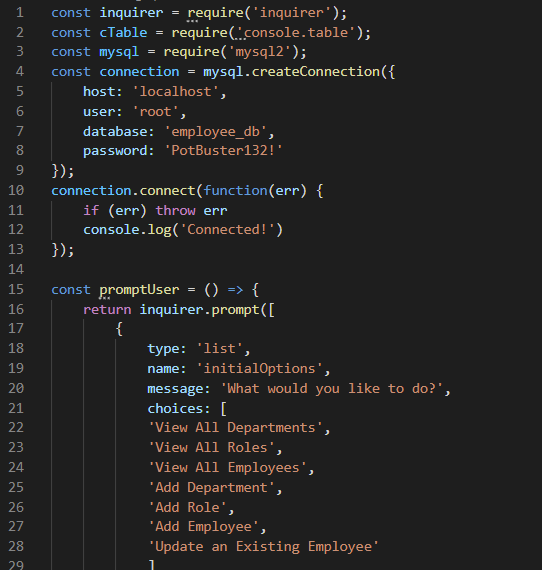 1 const inquirer = require('inquirer');
2 const cTable = require('console.table');
3 const mysql = require('mysql2');
4 const connection = mysql.createConnection({
5     host: 'localhost',
6     user: 'root',
7     database: 'employee_db',
8     password: 'PotBuster132!'
9 });
10 connection.connect(function(err) {
11     if (err) throw err
12     console.log('Connected!')
13 });
14
15 const promptUser = () => {
16     return inquirer.prompt([
17         {
18             type: 'list',
19             name: 'initialOptions',
20             message: 'What would you like to do?',
21             choices: [
22             'View All Departments',
23             'View All Roles',
24             'View All Employees',
25             'Add Department',
26             'Add Role',
27             'Add Employee',
28             'Update an Existing Employee'
29             ]